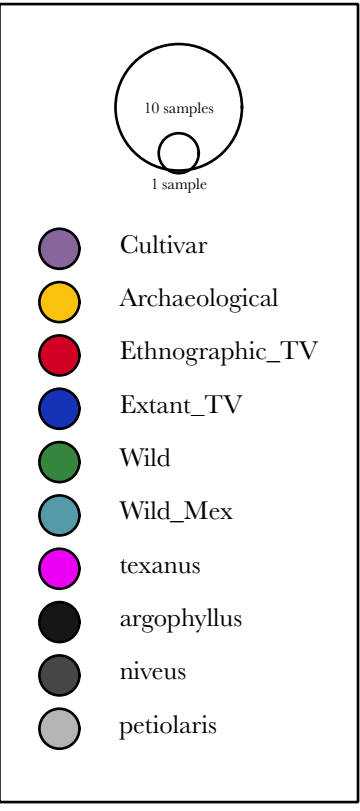 10 samples
1 sample
Cultivar
Archaeological
Ethnographic_TV
Extant_TV
Wild
Wild_Mex
texanus
argophyllus
niveus
petiolaris